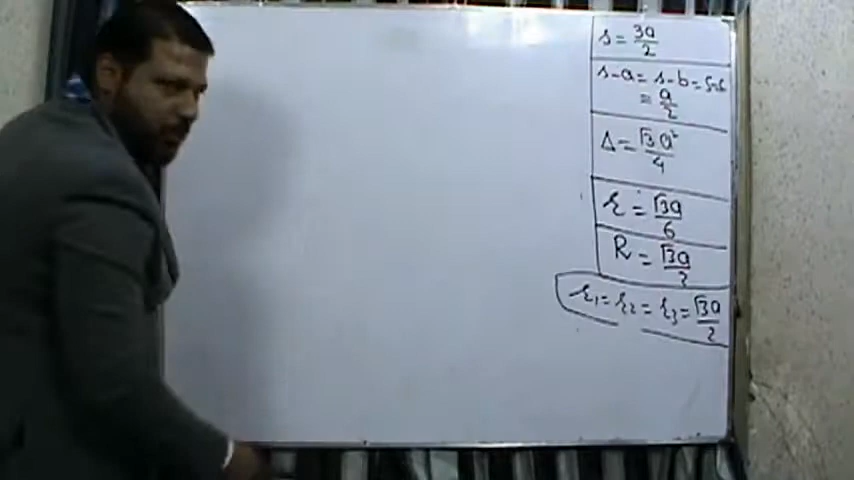 s = 3a/2
s-a = s-b = s-c
= a/2
Δ = √3 a²/4
r = √3a/6
R = √3a/3
r₁ = r₂ = r₃ = √3a/2